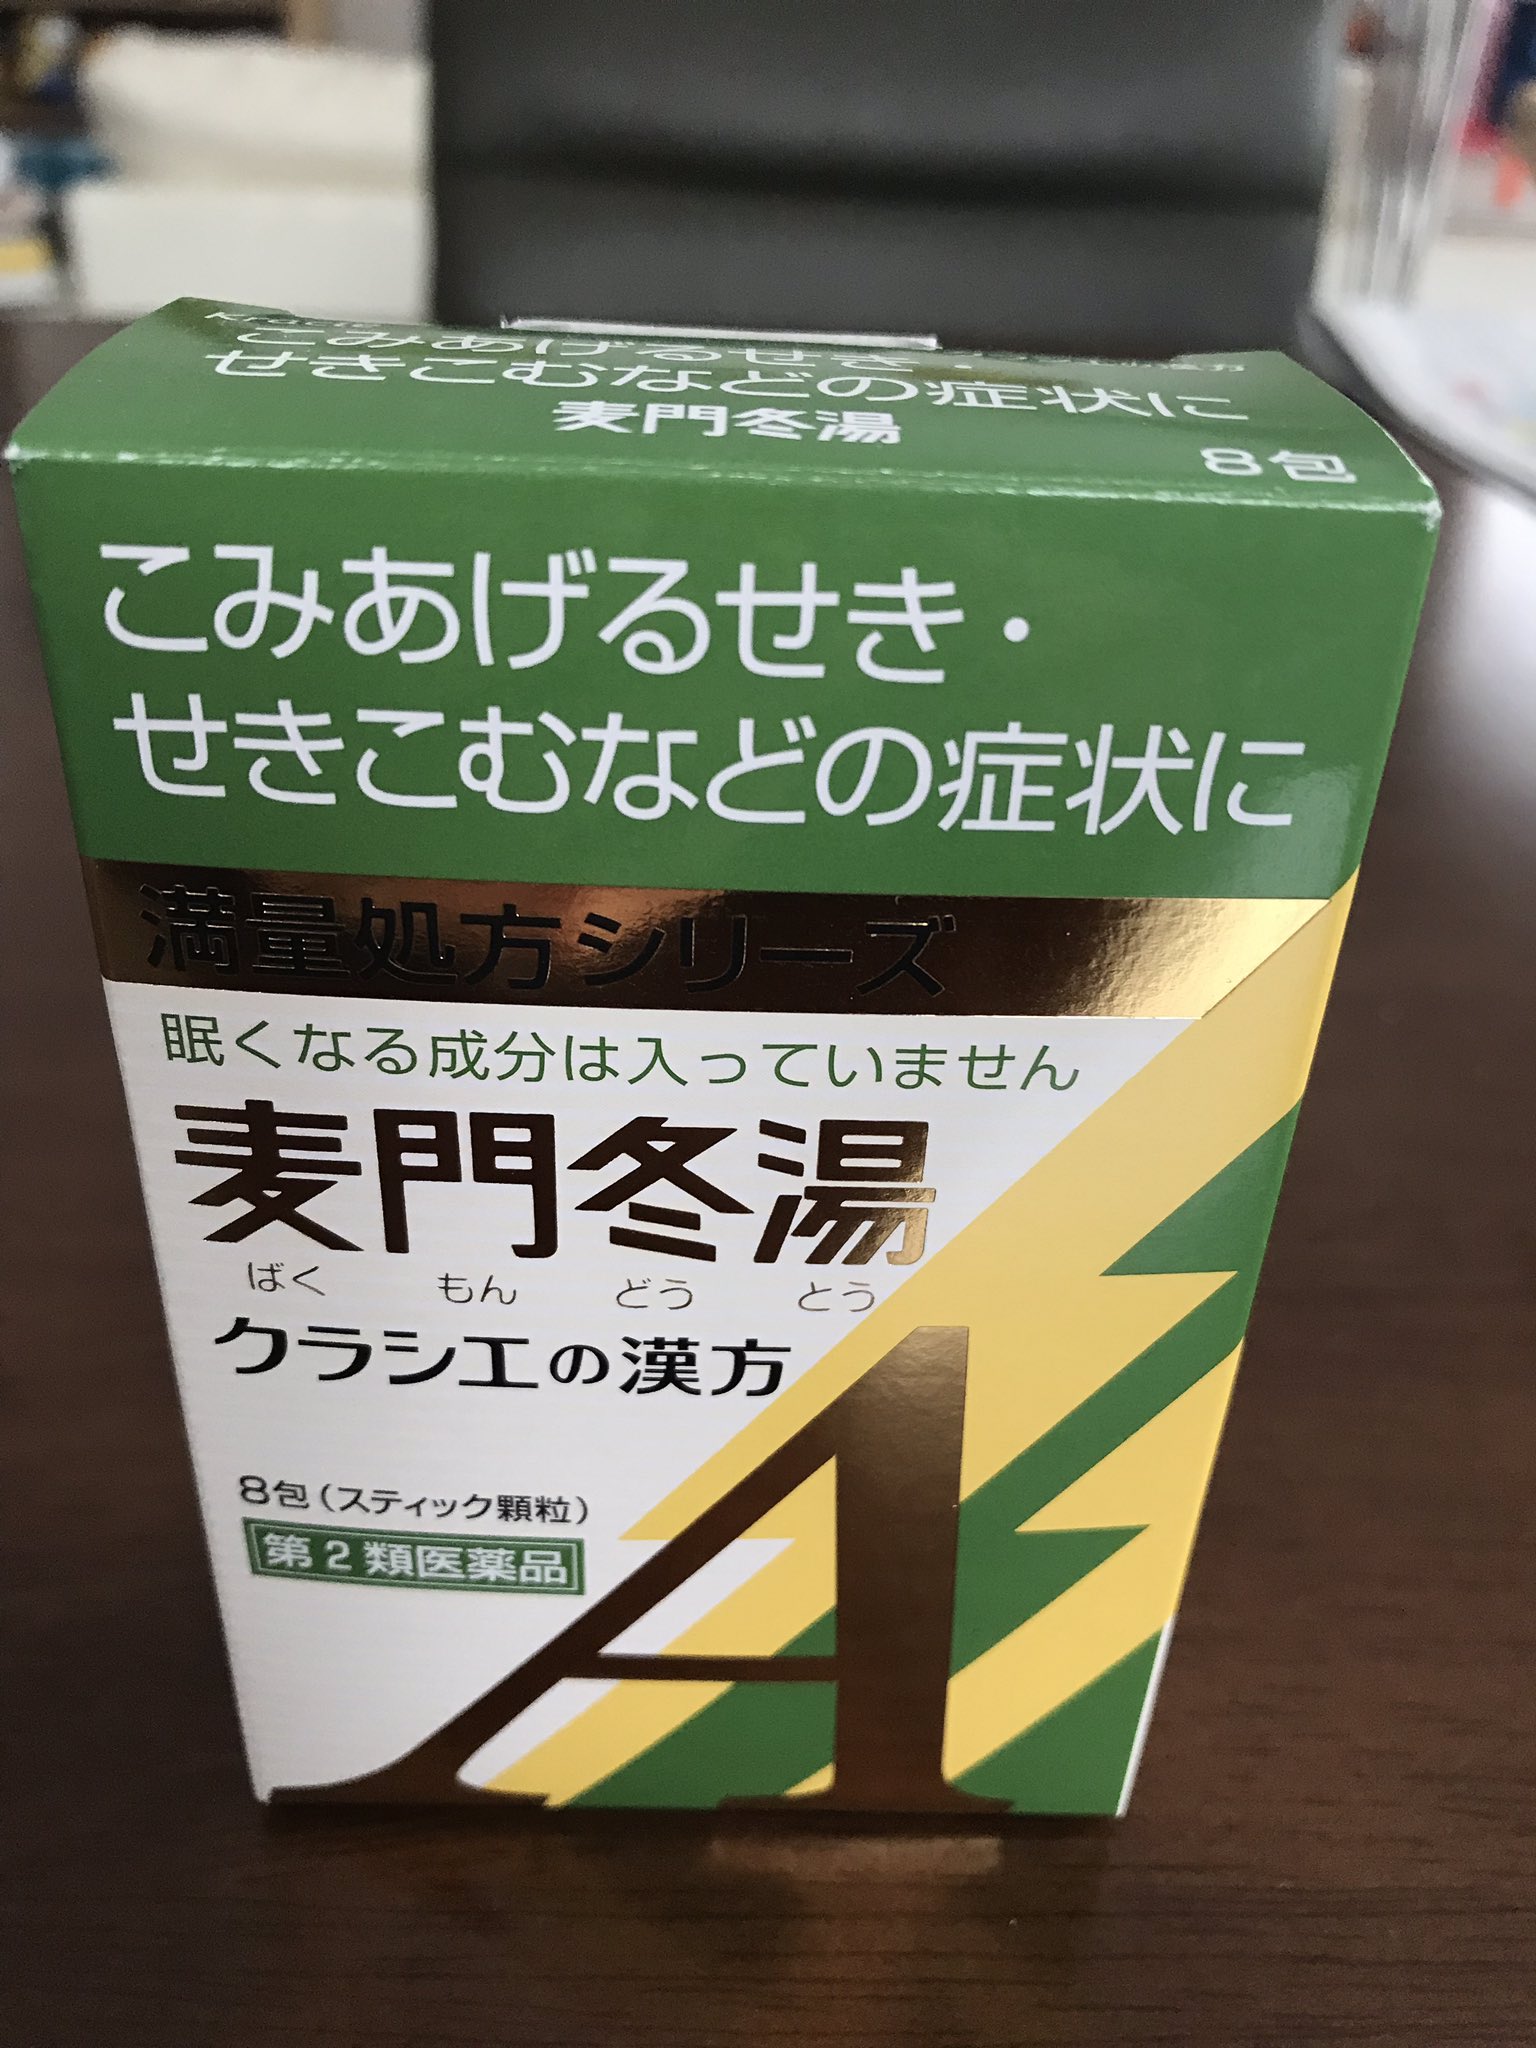 こみあげるせき・
せきこむなどの症状に
麦門冬湯
8包
こみあげるせき・
せきこむなどの症状に
満量処方シリーズ
眠くなる成分は入っていません
麦門冬湯
ばく もん どう とう
クラシエの漢方
8包(スティック顆粒)
第2類医薬品
A